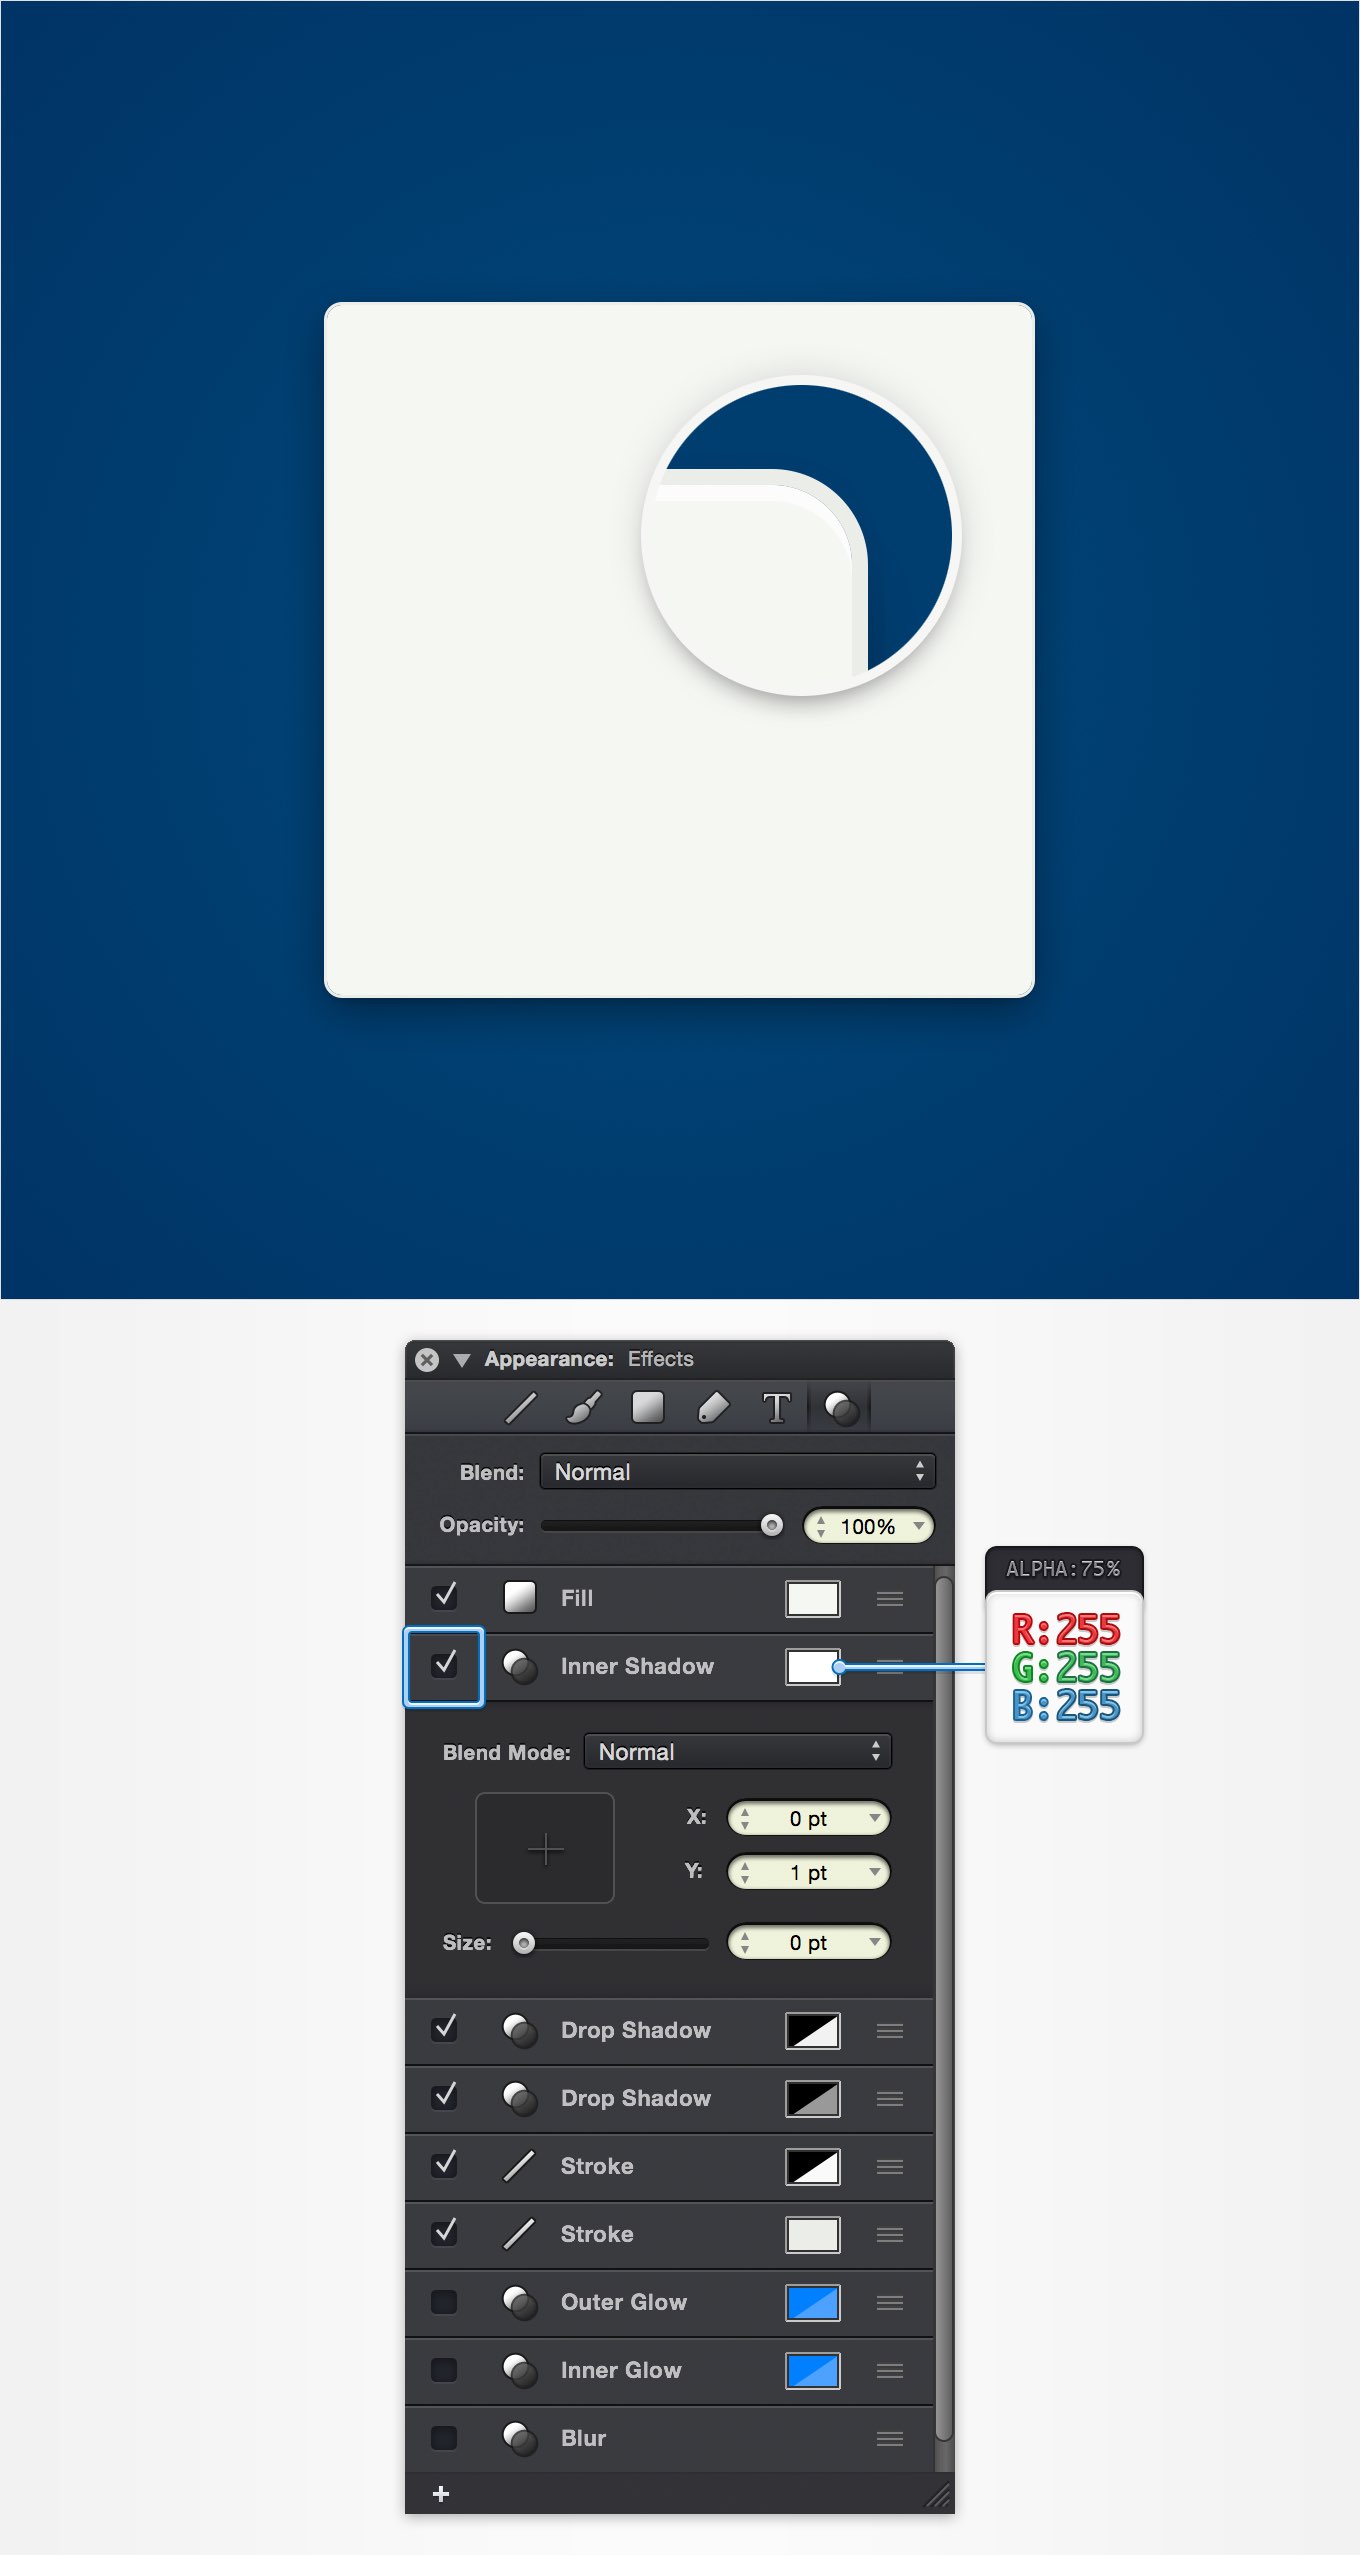 Appearance: Effects
T
Blend: Normal
Opacity: 100%
Fill
Inner Shadow
ALPHA:75%
R:255
G:255
B:255
Blend Mode: Normal
X: 0 pt
Y: 1 pt
Size: 0 pt
Drop Shadow
Drop Shadow
Stroke
Stroke
Outer Glow
Inner Glow
Blur